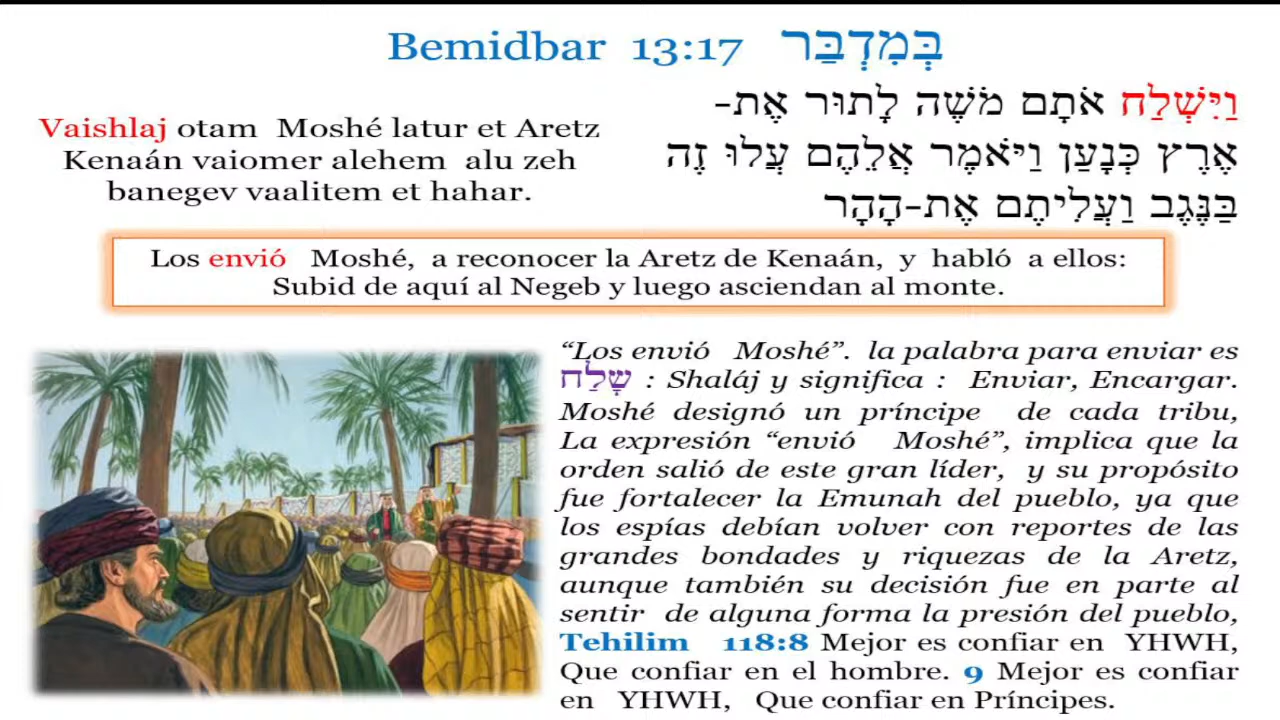 Bemidbar 13:17 בְּמִדְבַּר
וַיִּשְׁלַח אֹתָם מֹשֶׁה לָתוּר אֶת-
אֶרֶץ כְּנָעַן וַיֹּאמֶר אֲלֵהֶם עֲלוּ זֶה
בַּנֶּגֶב וַעֲלִיתֶם אֶת-הָהָר
Vaishlaj otam Moshé latur et Aretz
Kenaán vaiomer alehem alu zeh
banegev vaalitem et hahar.
Los envió Moshé, a reconocer la Aretz de Kenaán, y habló a ellos:
Subid de aquí al Negeb y luego asciendan al monte.
“Los envió Moshé”. la palabra para enviar es
שָׁלַח : Shaláj y significa : Enviar, Encargar.
Moshé designó un príncipe de cada tribu,
La expresión “envió Moshé”, implica que la
orden salió de este gran líder, y su propósito
fue fortalecer la Emunah del pueblo, ya que
los espías debían volver con reportes de las
grandes bondades y riquezas de la Aretz,
aunque también su decisión fue en parte al
sentir de alguna forma la presión del pueblo,
Tehilim 118:8 Mejor es confiar en YHWH,
Que confiar en el hombre. 9 Mejor es confiar
en YHWH, Que confiar en Príncipes.